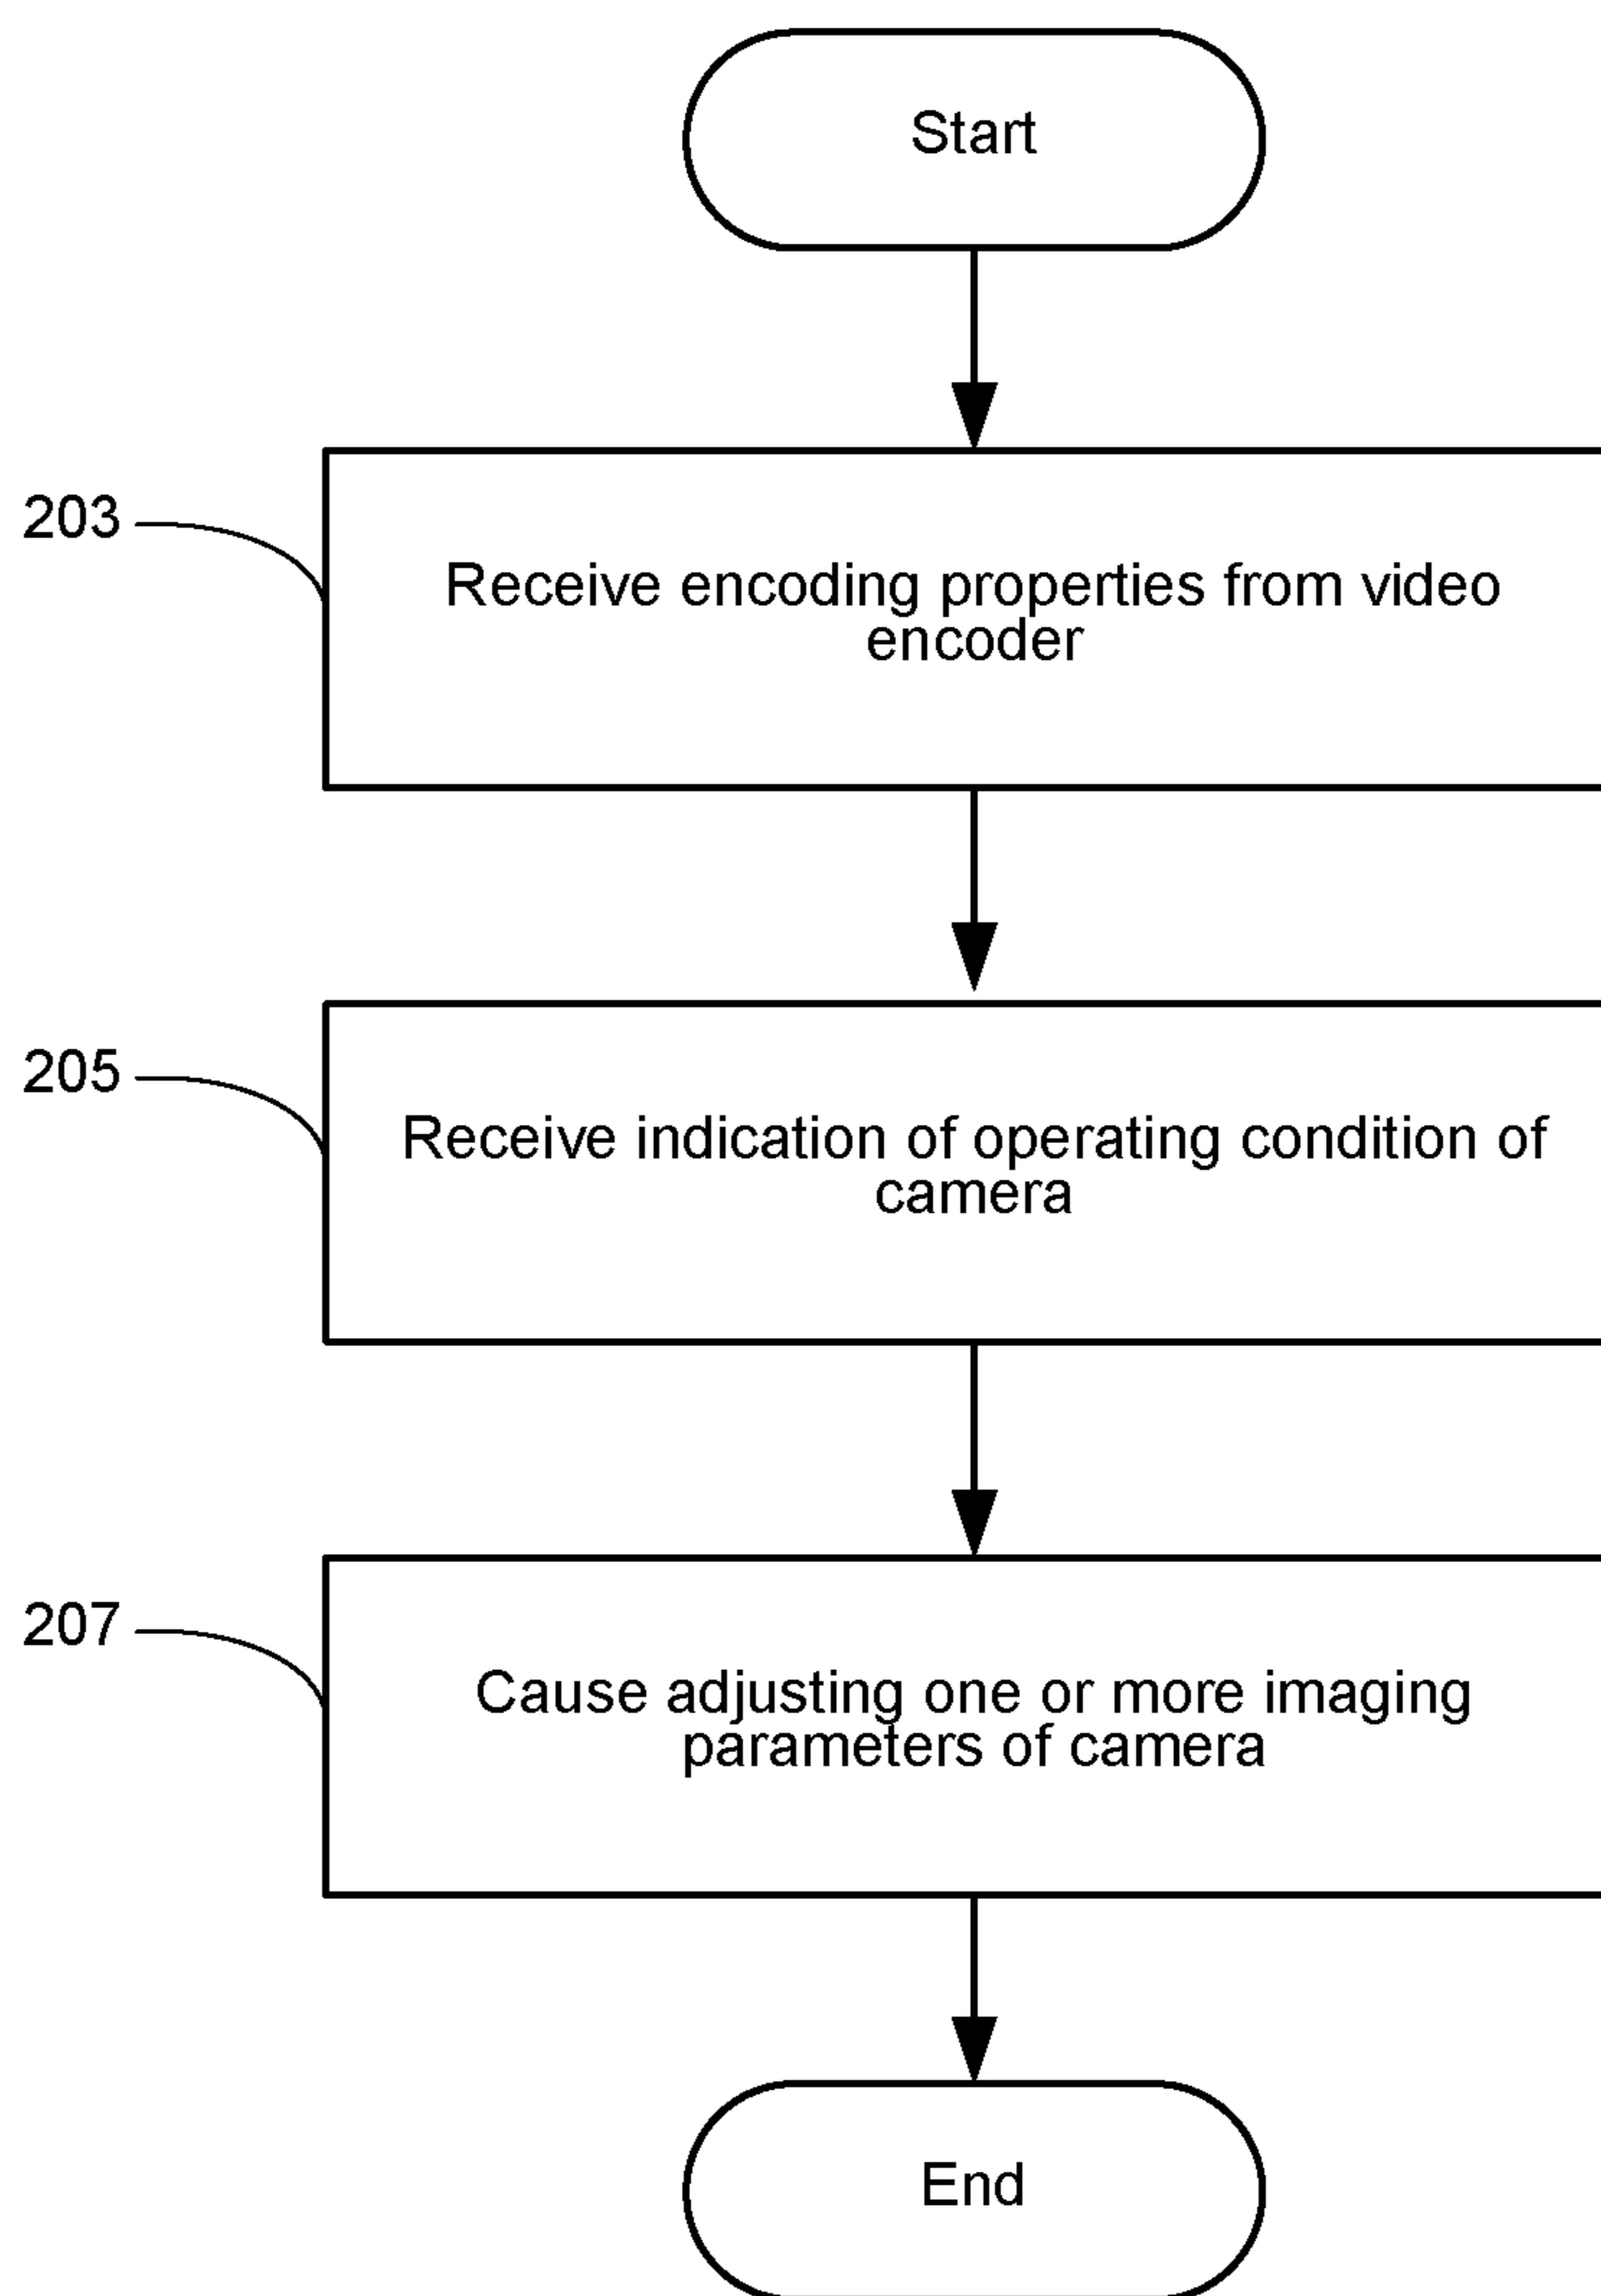 Start
203
Receive encoding properties from video
encoder
205
Receive indication of operating condition of
camera
207
Cause adjusting one or more imaging
parameters of camera
End